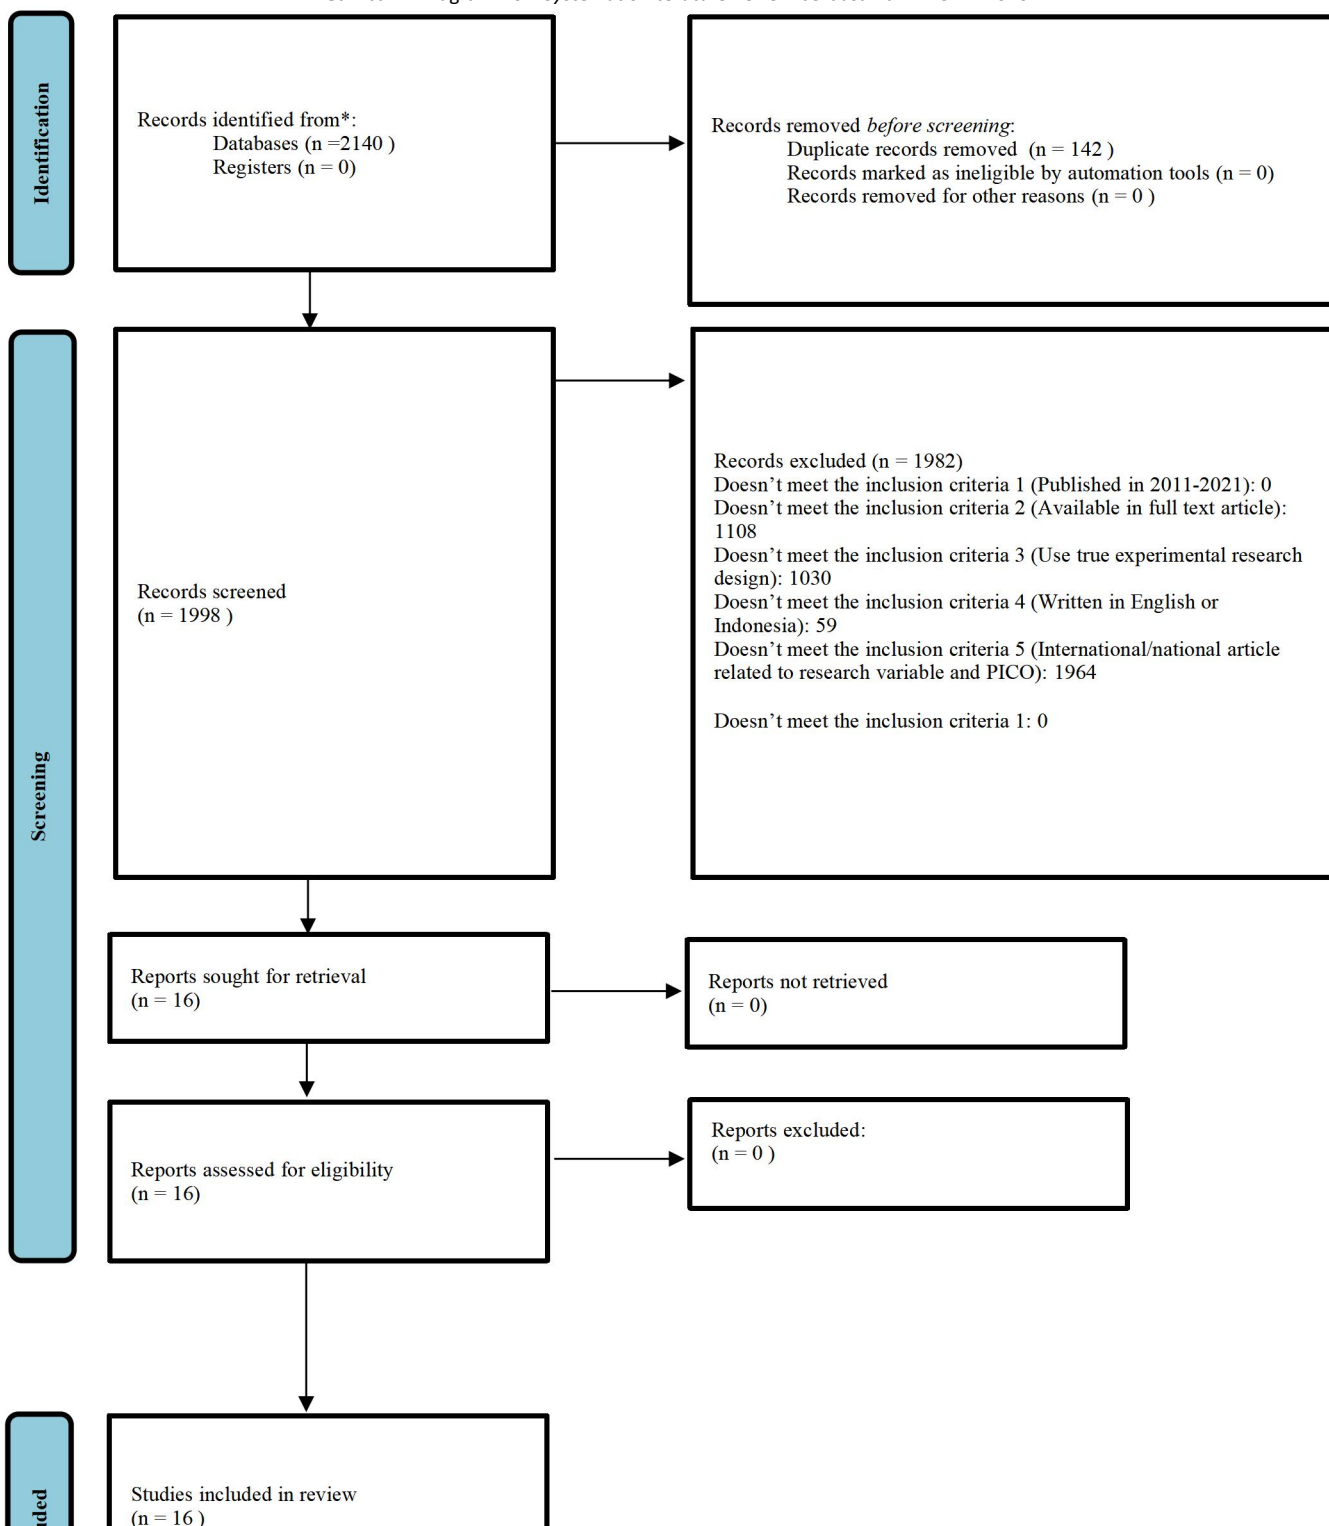 Identification
Records identified from*:
Databases (n =2140 )
Registers (n = 0)
Records removed before screening:
Duplicate records removed (n = 142 )
Records marked as ineligible by automation tools (n = 0)
Records removed for other reasons (n = 0 )
Screening
Records screened
(n = 1998 )
Records excluded (n = 1982)
Doesn’t meet the inclusion criteria 1 (Published in 2011-2021): 0
Doesn’t meet the inclusion criteria 2 (Available in full text article):
1108
Doesn’t meet the inclusion criteria 3 (Use true experimental research
design): 1030
Doesn’t meet the inclusion criteria 4 (Written in English or
Indonesia): 59
Doesn’t meet the inclusion criteria 5 (International/national article
related to research variable and PICO): 1964
Doesn’t meet the inclusion criteria 1: 0
Reports sought for retrieval
(n = 16)
Reports not retrieved
(n = 0)
Reports assessed for eligibility
(n = 16)
Reports excluded:
(n = 0 )
Studies included in review
(n = 16 )